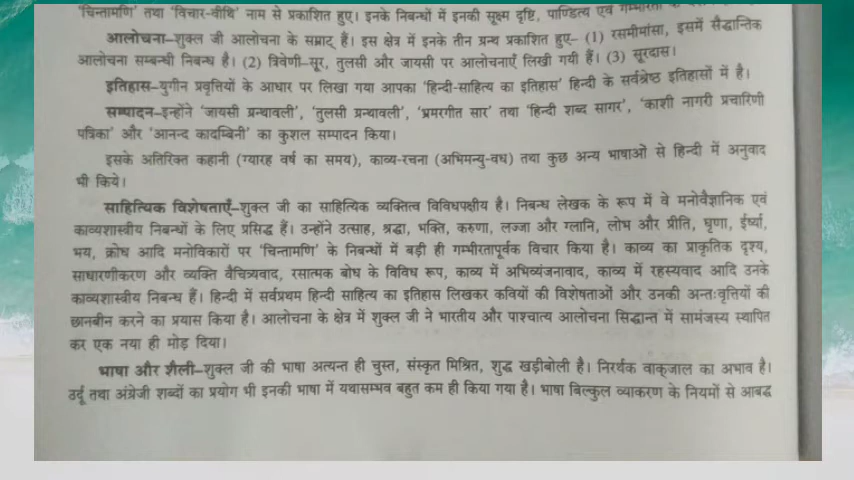 'चिन्तामणि' तथा 'विचार-वीथि' नाम से प्रकाशित हुए। इनके निबन्धों में इनकी सूक्ष्म दृष्टि, पाण्डित्य एवं गम्भीरता
आलोचना–शुक्ल जी आलोचना के सम्राट् हैं। इस क्षेत्र में इनके तीन ग्रन्थ प्रकाशित हुए– (1) रसमीमांसा, इसमें सैद्धान्तिक
आलोचना सम्बन्धी निबन्ध है। (2) त्रिवेणी–सूर, तुलसी और जायसी पर आलोचनाएँ लिखी गयी हैं। (3) सूरदास।
इतिहास–युगीन प्रवृत्तियों के आधार पर लिखा गया आपका 'हिन्दी-साहित्य का इतिहास' हिन्दी के सर्वश्रेष्ठ इतिहासों में है।
सम्पादन–इन्होंने 'जायसी ग्रन्थावली', 'तुलसी ग्रन्थावली', 'भ्रमरगीत सार' तथा 'हिन्दी शब्द सागर', 'काशी नागरी प्रचारिणी
पत्रिका' और 'आनन्द कादम्बिनी' का कुशल सम्पादन किया।
इसके अतिरिक्त कहानी (ग्यारह वर्ष का समय), काव्य-रचना (अभिमन्यु-वध) तथा कुछ अन्य भाषाओं से हिन्दी में अनुवाद
भी किये।
साहित्यिक विशेषताएँ–शुक्ल जी का साहित्यिक व्यक्तित्व विविधपक्षीय है। निबन्ध लेखक के रूप में वे मनोवैज्ञानिक एवं
काव्यशास्त्रीय निबन्धों के लिए प्रसिद्ध हैं। उन्होंने उत्साह, श्रद्धा, भक्ति, करुणा, लज्जा और ग्लानि, लोभ और प्रीति, घृणा, ईर्ष्या,
भय, क्रोध आदि मनोविकारों पर 'चिन्तामणि' के निबन्धों में बड़ी ही गम्भीरतापूर्वक विचार किया है। काव्य का प्राकृतिक दृश्य,
साधारणीकरण और व्यक्ति वैचित्र्यवाद, रसात्मक बोध के विविध रूप, काव्य में अभिव्यंजनावाद, काव्य में रहस्यवाद आदि उनके
काव्यशास्त्रीय निबन्ध हैं। हिन्दी में सर्वप्रथम हिन्दी साहित्य का इतिहास लिखकर कवियों की विशेषताओं और उनकी अन्तःवृत्तियों की
छानबीन करने का प्रयास किया है। आलोचना के क्षेत्र में शुक्ल जी ने भारतीय और पाश्चात्य आलोचना सिद्धान्त में सामंजस्य स्थापित
कर एक नया ही मोड़ दिया।
भाषा और शैली–शुक्ल जी की भाषा अत्यन्त ही चुस्त, संस्कृत मिश्रित, शुद्ध खड़ीबोली है। निरर्थक वाक्‌जाल का अभाव है।
उर्दू तथा अंग्रेजी शब्दों का प्रयोग भी इनकी भाषा में यथासम्भव बहुत कम ही किया गया है। भाषा बिल्कुल व्याकरण के नियमों से आबद्ध